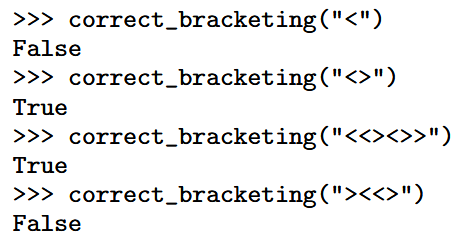 >>> correct_bracketing("<")
False
>>> correct_bracketing("<>")
True
>>> correct_bracketing("<<><>>")
True
>>> correct_bracketing("><<>")
False